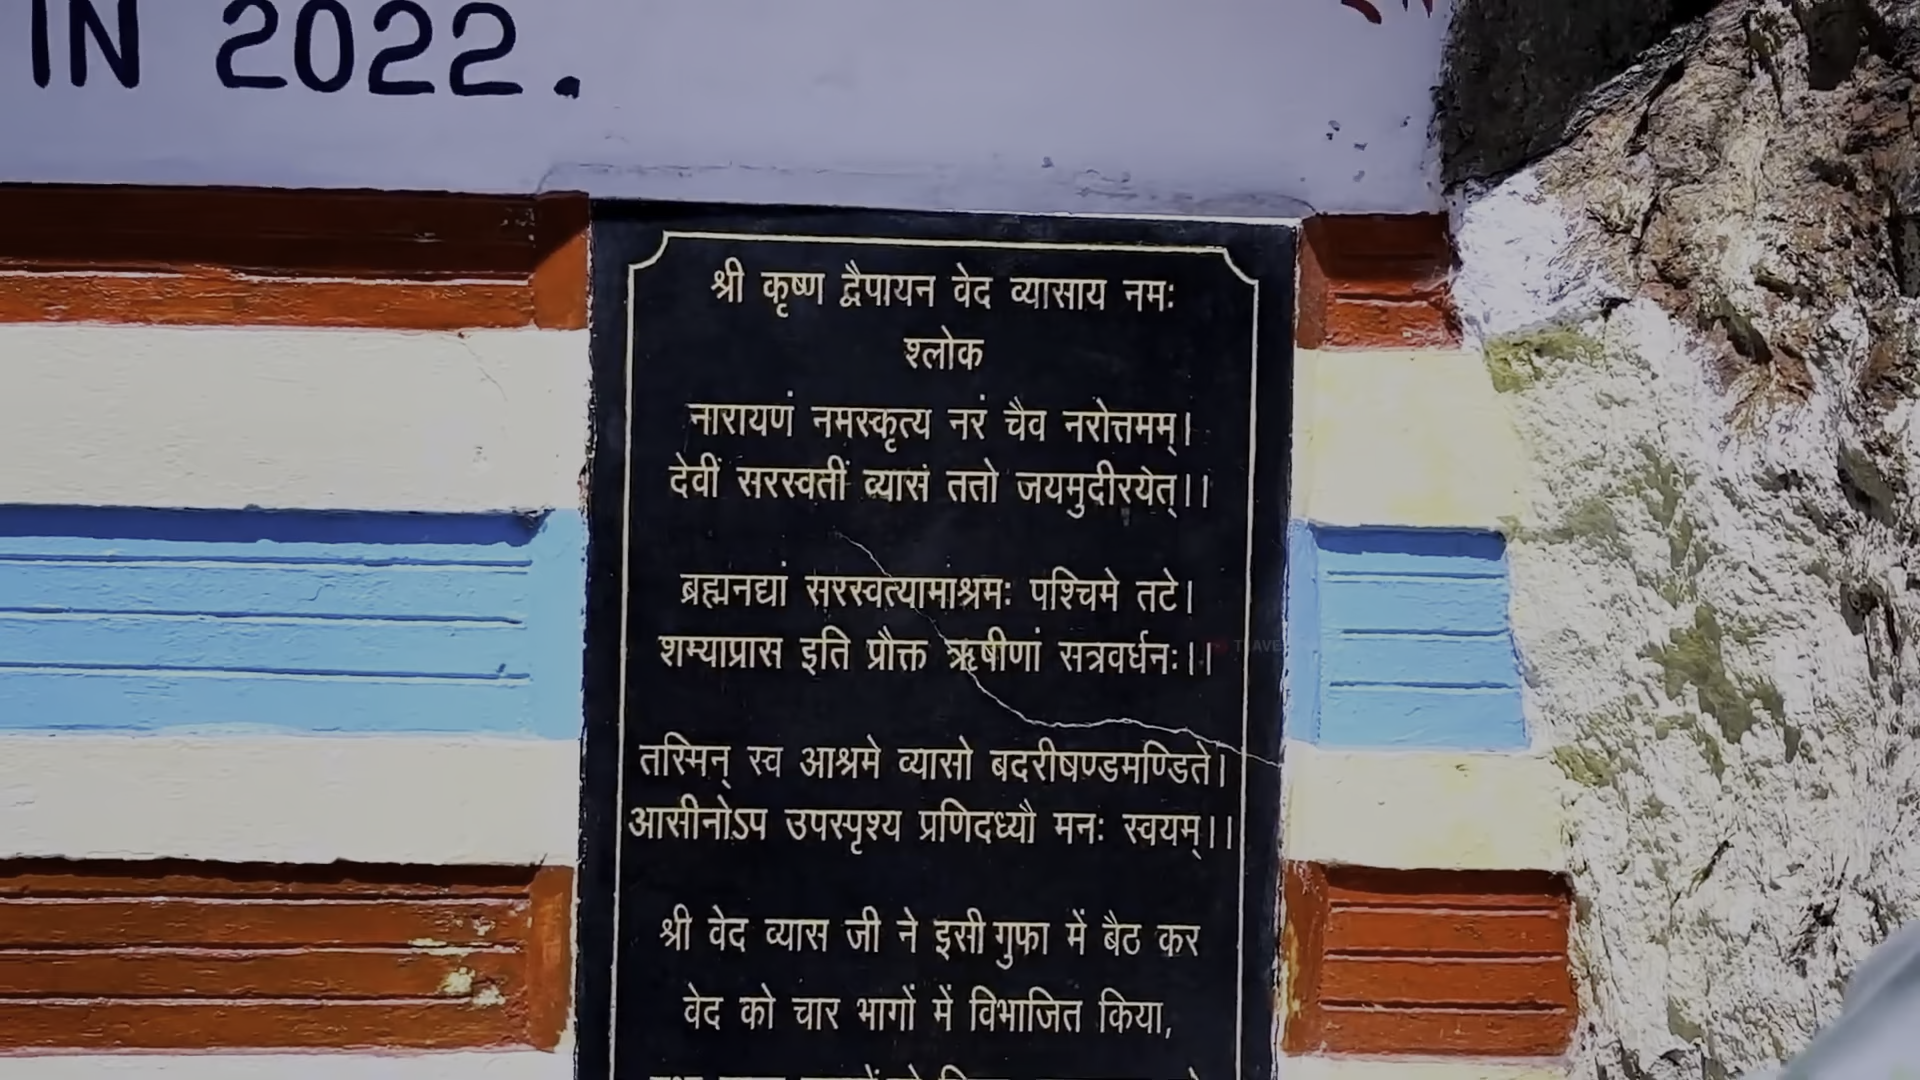 IN 2022.
श्री कृष्ण द्वैपायन वेद व्यासाय नमः
श्लोक
नारायणं नमस्कृत्य नरं चैव नरोत्तमम्।
देवीं सरस्वतीं व्यासं ततो जयमुदीरयेत्।।
ब्रह्मनद्यां सरस्वत्यामाश्रमः पश्चिमे तटे।
शम्याप्रास इति प्रौक्त ऋषीणां सत्रवर्धनः।।
तस्मिन् स्व आश्रमे व्यासो बदरीषण्डमण्डिते।
आसीनोऽप उपस्पृश्य प्रणिदध्यौ मनः स्वयम्।।
श्री वेद व्यास जी ने इसी गुफा में बैठ कर
वेद को चार भागों में विभाजित किया,